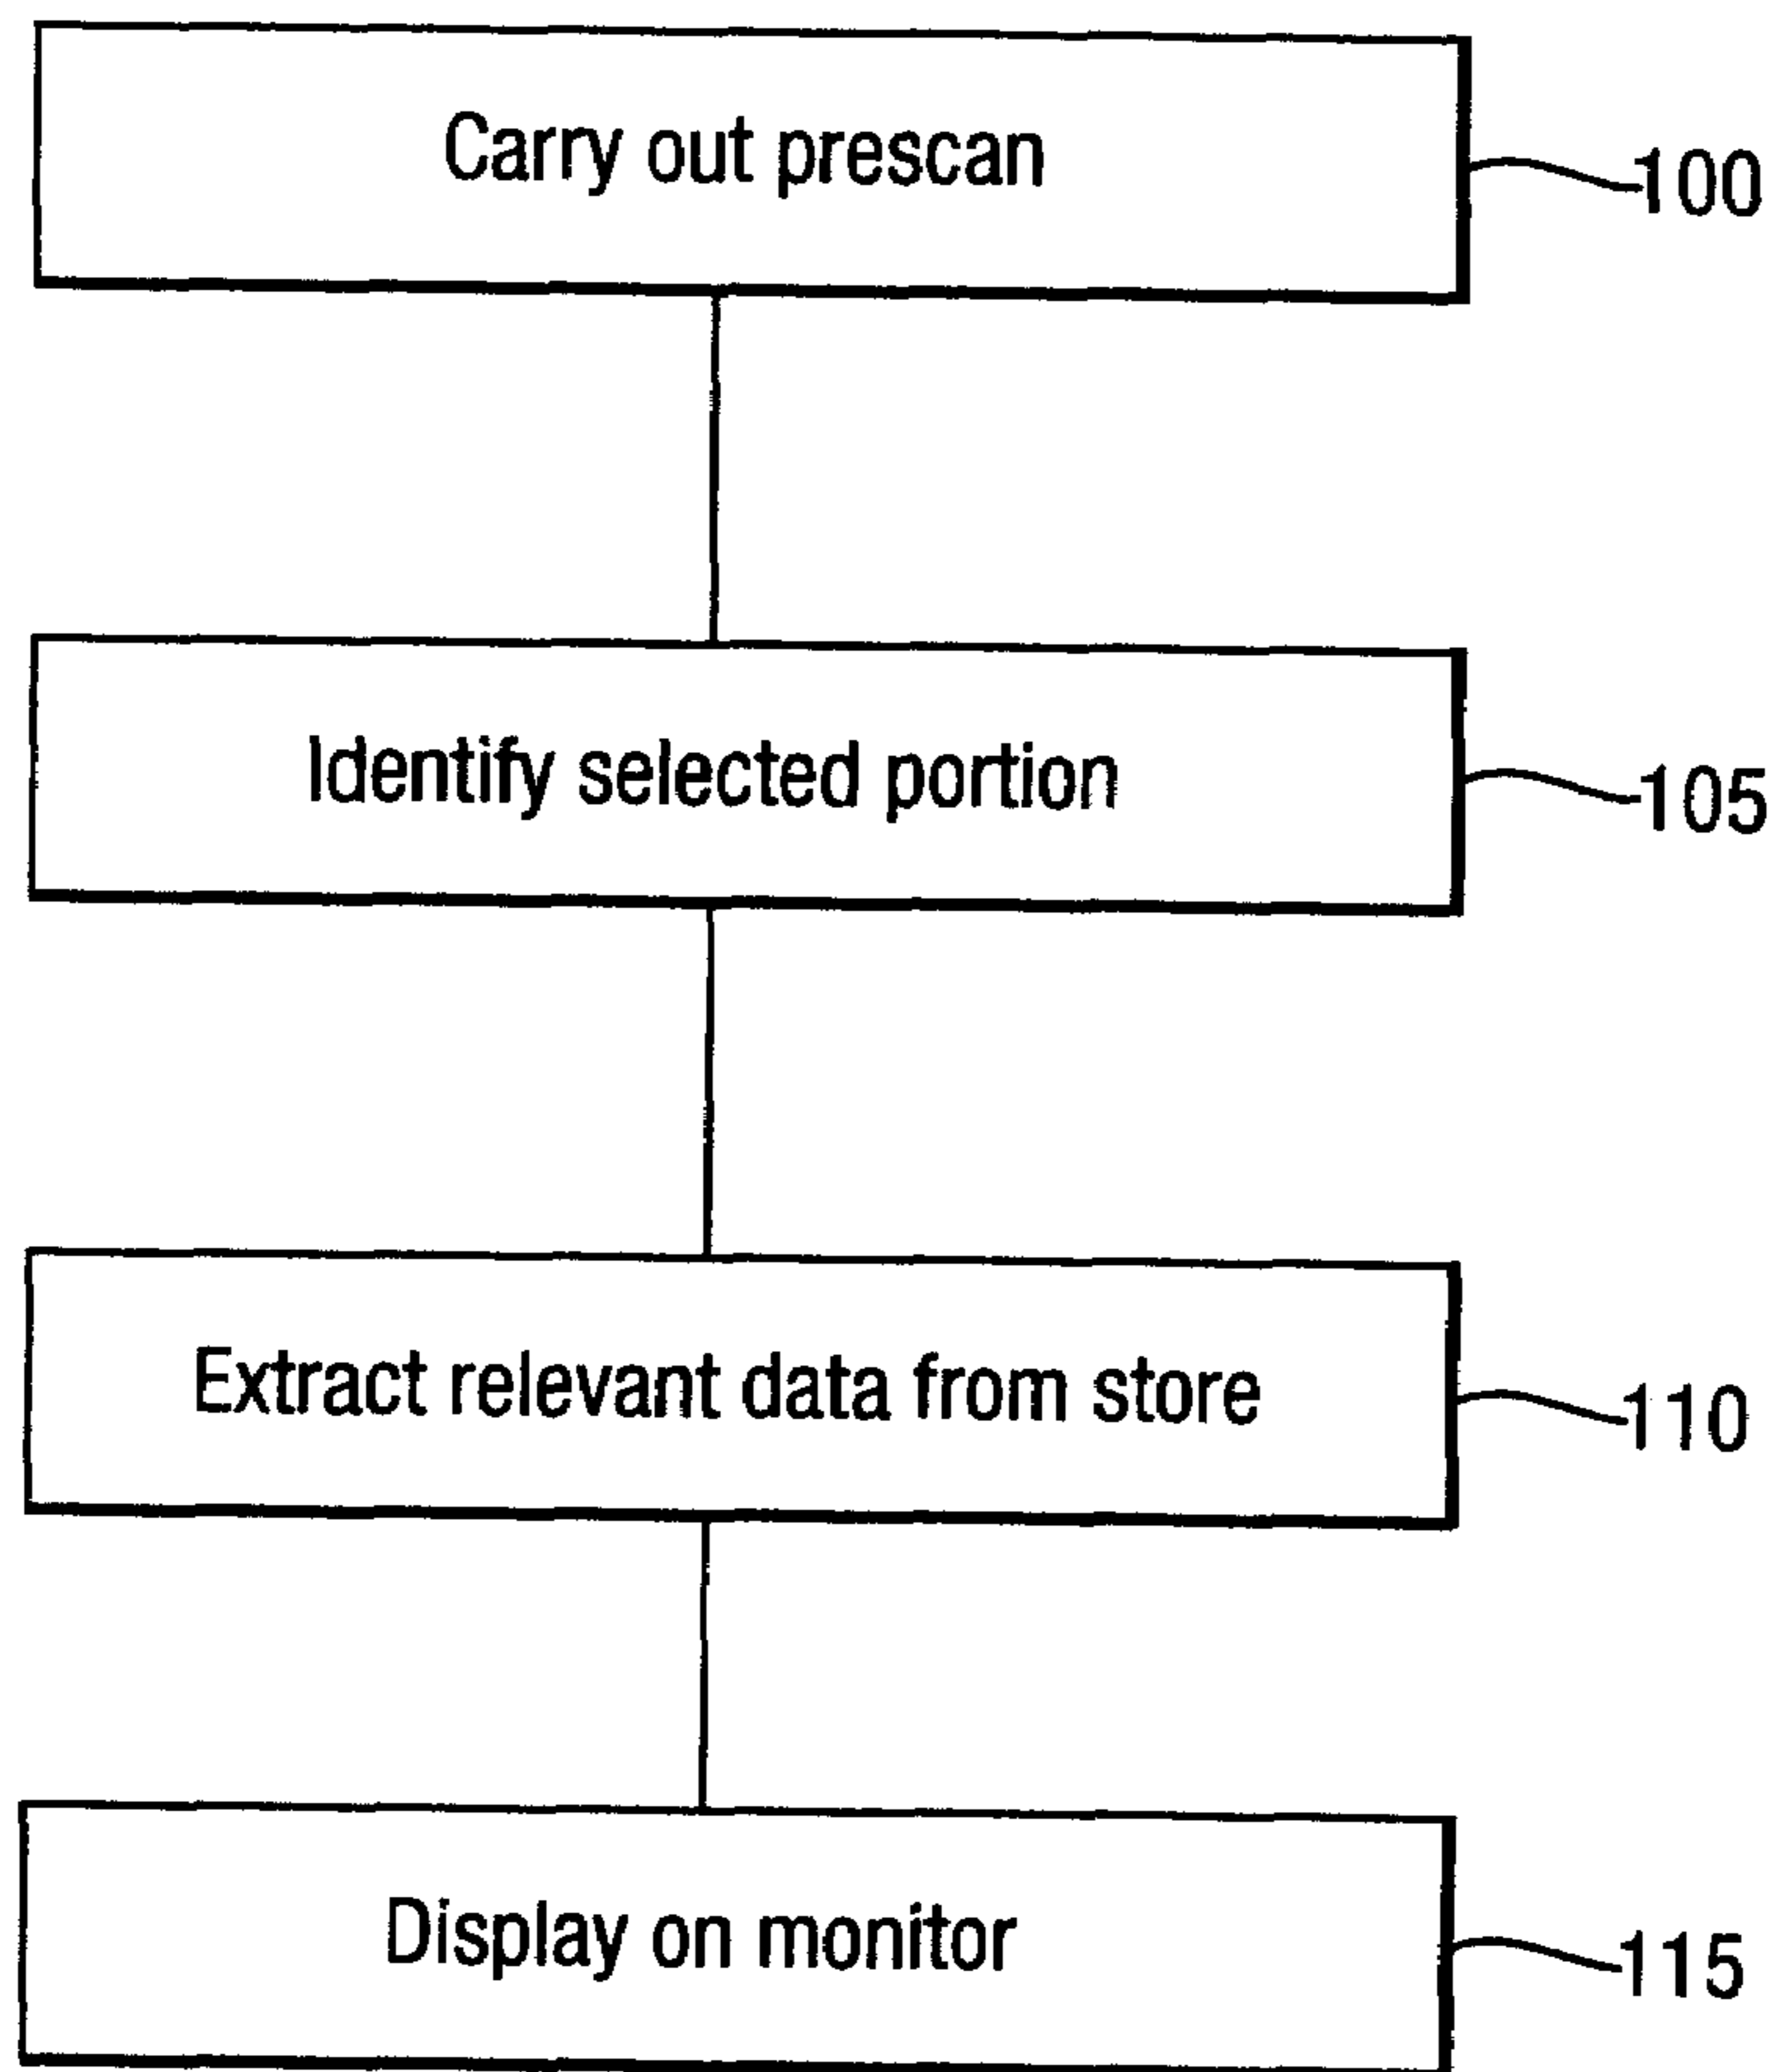 Carry out prescan
100
Identify selected portion
105
Extract relevant data from store
110
Display on monitor
115